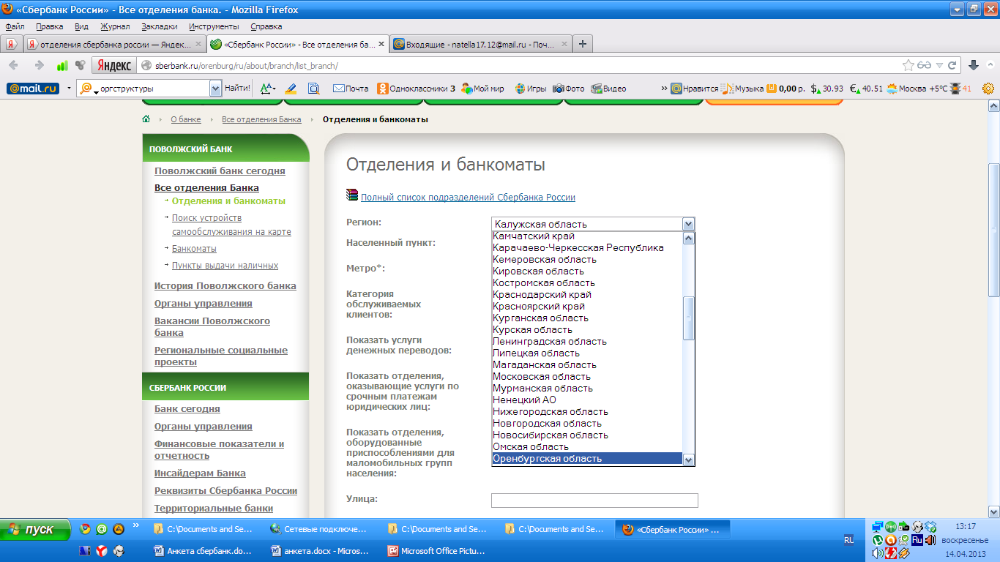 «Сбербанк России» - Все отделения банка. - Mozilla Firefox
Файл Правка Вид Журнал Закладки Инструменты Справка
Я отделения сбербанка россии — Яндек... «Сбербанк России» - Все отделения ба... Входящие - natella17.12@mail.ru - Поч...
Яндекс sberbank.ru/orenburg/ru/about/branch/list_branch/
@mail.ru оргструктуры Найти! Почта Одноклассники 3 Мой мир Игры Фото Видео » Нравится Музыка 0,00 р. $ 30.93 € 40.51 Москва +5°C 41
О банке Все отделения Банка Отделения и банкоматы
ПОВОЛЖСКИЙ БАНК
Поволжский банк сегодня
Все отделения Банка
Отделения и банкоматы
Поиск устройств
самообслуживания на карте
Банкоматы
Пункты выдачи наличных
История Поволжского банка
Органы управления
Вакансии Поволжского
банка
Региональные социальные
проекты
СБЕРБАНК РОССИИ
Банк сегодня
Органы управления
Финансовые показатели и
отчетность
Инсайдерам Банка
Реквизиты Сбербанка России
Территориальные банки
Отделения и банкоматы
Полный список подразделений Сбербанка России
Регион:
Населенный пункт:
Метро*:
Категория
обслуживаемых
клиентов:
Показать услуги
денежных переводов:
Показать отделения,
оказывающие услуги по
срочным платежам
юридических лиц:
Показать отделения,
оборудованные
приспособлениями для
маломобильных групп
населения:
Улица:
Калужская область
Камчатский край
Карачаево-Черкесская Республика
Кемеровская область
Кировская область
Костромская область
Краснодарский край
Красноярский край
Курганская область
Курская область
Ленинградская область
Липецкая область
Магаданская область
Московская область
Мурманская область
Ненецкий АО
Нижегородская область
Новгородская область
Новосибирская область
Омская область
Оренбургская область
пуск » C:\Documents and Se... Сетевые подключе... C:\Documents and Se... C:\Documents and Se... «Сбербанк России» ... 13:17
RU Ru воскресенье
Анкета сбербанк.do... анкета.docx - Micros... Microsoft Office Pictu... 14.04.2013